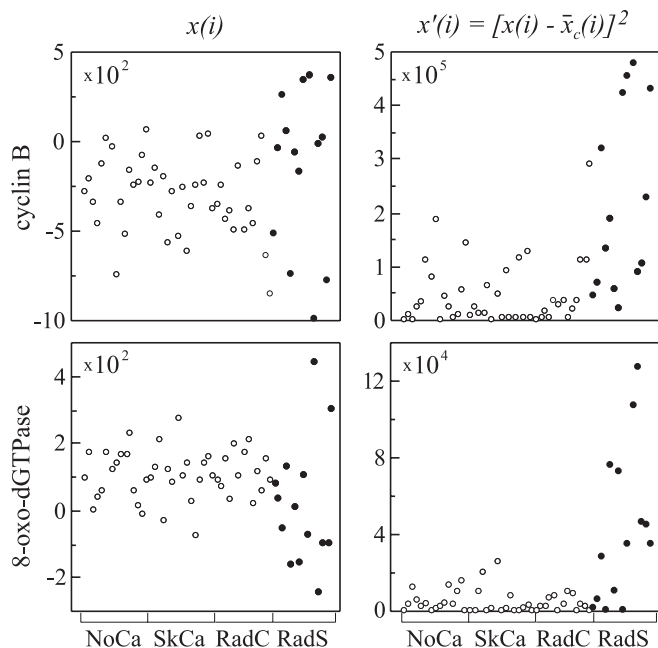 x(i)
x'(i) = [x(i) - x̄c(i)]²
cyclin B
x10²
5
0
-5
-10
x10⁵
5
4
3
2
1
0
8-oxo-dGTPase
x10²
4
2
0
-2
x10⁴
12
8
4
0
NoCa SkCa RadC RadS
NoCa SkCa RadC RadS